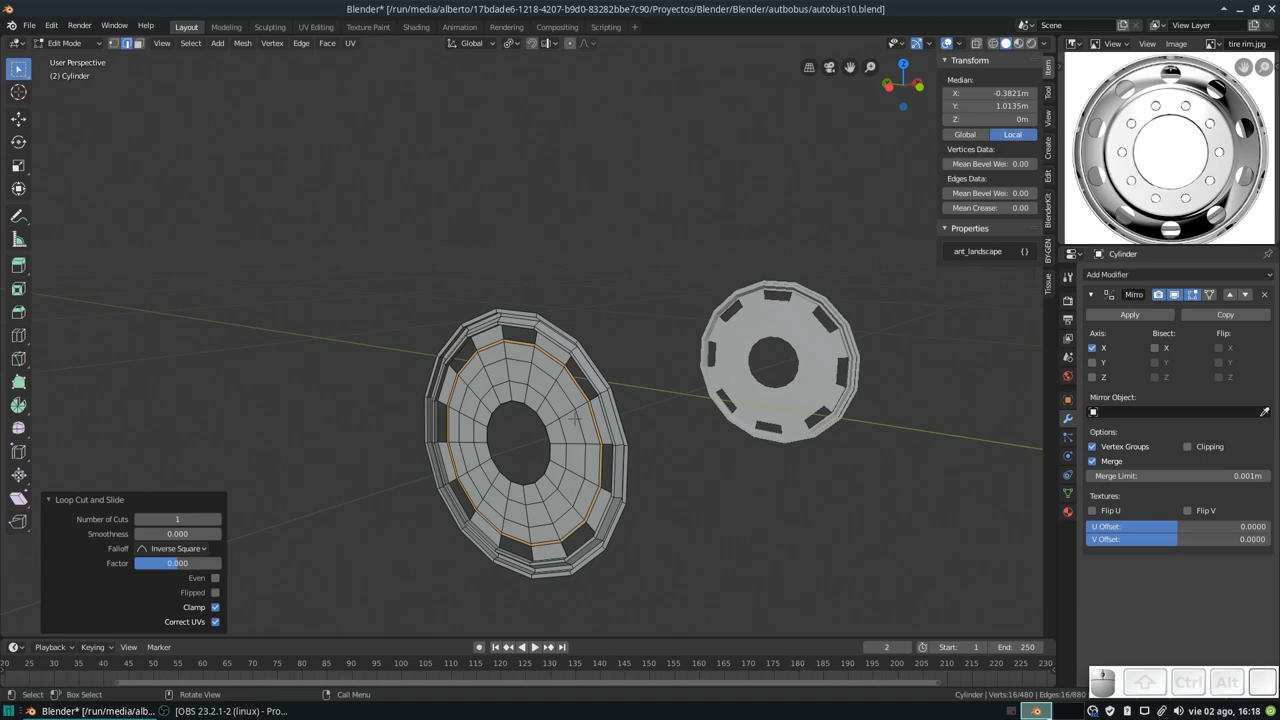 Blender* [/run/media/alberto/17bdade6-1218-4207-b9d0-83282bbe7c90/Proyectos/Blender/Blender/autbobus/autobus10.blend]
File Edit Render Window Help Layout Modeling Sculpting UV Editing Texture Paint Shading Animation Rendering Compositing Scripting + Scene View Layer
Edit Mode View Select Add Mesh Vertex Edge Face UV Global View Image tire rim.jpg
User Perspective
(2) Cylinder
Z
Transform
Median:
X: -0.3821m
Y: 1.0135m
Z: 0m
Global Local
Vertices Data:
Mean Bevel Wei: 0.00
Edges Data:
Mean Bevel Wei: 0.00
Mean Crease: 0.00
Properties
ant_landscape {}
Item
Tool
View
Create
Edit
BlenderKit
BY-GEN
Tissue
Cylinder
Add Modifier
Mirro
Apply Copy
Axis: Bisect: Flip:
X X X
Y Y Y
Z Z Z
Mirror Object:
Options:
Vertex Groups Clipping
Merge
Merge Limit: 0.001m
Textures:
Flip U Flip V
U Offset: 0.0000
V Offset: 0.0000
Loop Cut and Slide
Number of Cuts 1
Smoothness 0.000
Falloff Inverse Square
Factor 0.000
Even
Flipped
Clamp
Correct UVs
Playback Keying View Marker 2 Start: 1 End: 250
20 25 30 35 40 45 50 55 60 65 70 75 80 85 90 95 100 105 110 115 120 125 130 135 140 145 150 155 160 165 170 175 180 185 190 195 200 205 210 215 220 225 230
Ctrl Alt
Select Box Select Rotate View Call Menu Cylinder | Verts:16/480 | Edges:16/880
Blender* [/run/media/alb... [OBS 23.2.1-2 (linux) - Pro... vie 02 ago, 16:18